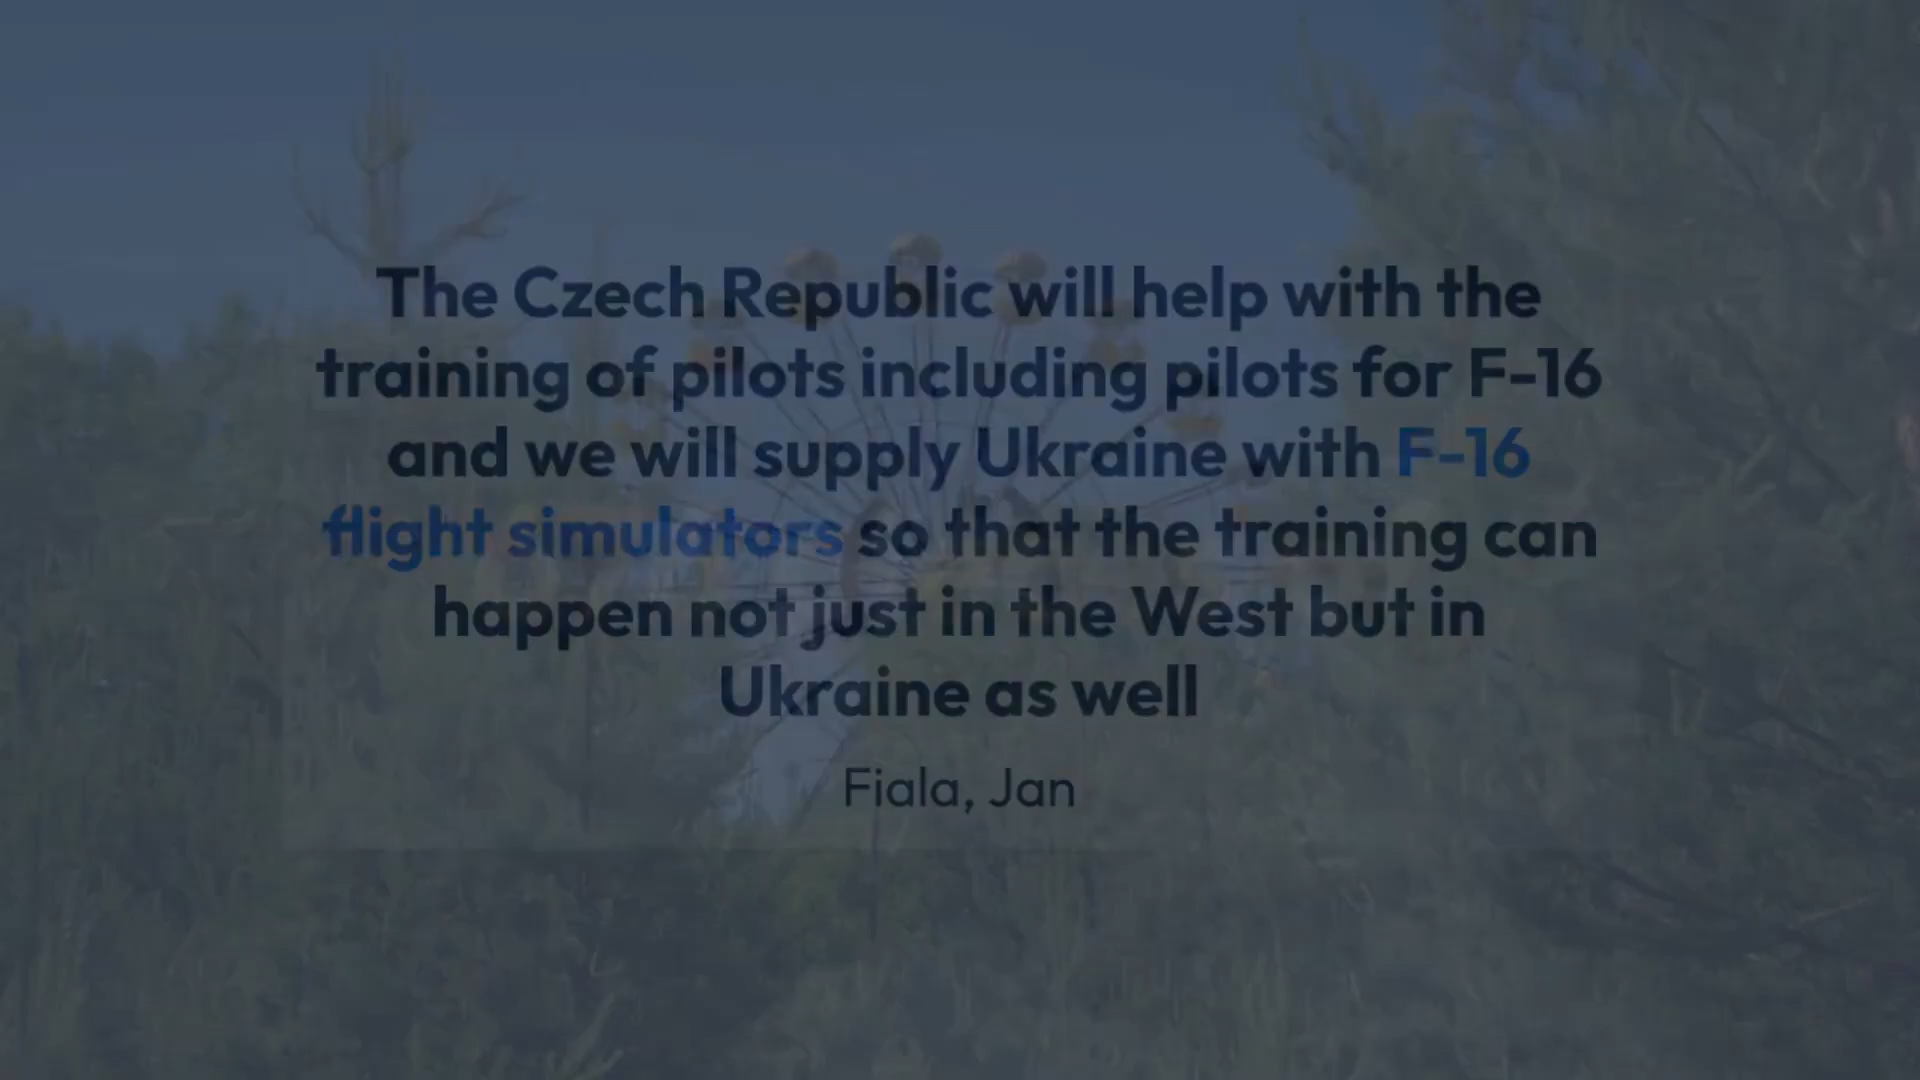 The Czech Republic will help with the
training of pilots including pilots for F-16
and we will supply Ukraine with F-16
flight simulators so that the training can
happen not just in the West but in
Ukraine as well
Fiala, Jan